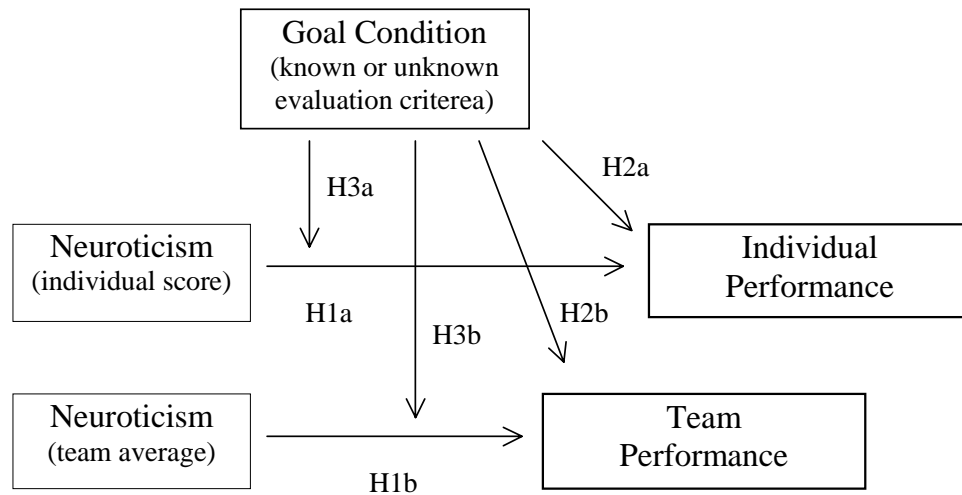 Goal Condition
(known or unknown
evaluation criterea)
H3a
H2a
Neuroticism
(individual score)
Individual
Performance
H1a
H3b
H2b
Neuroticism
(team average)
Team
Performance
H1b